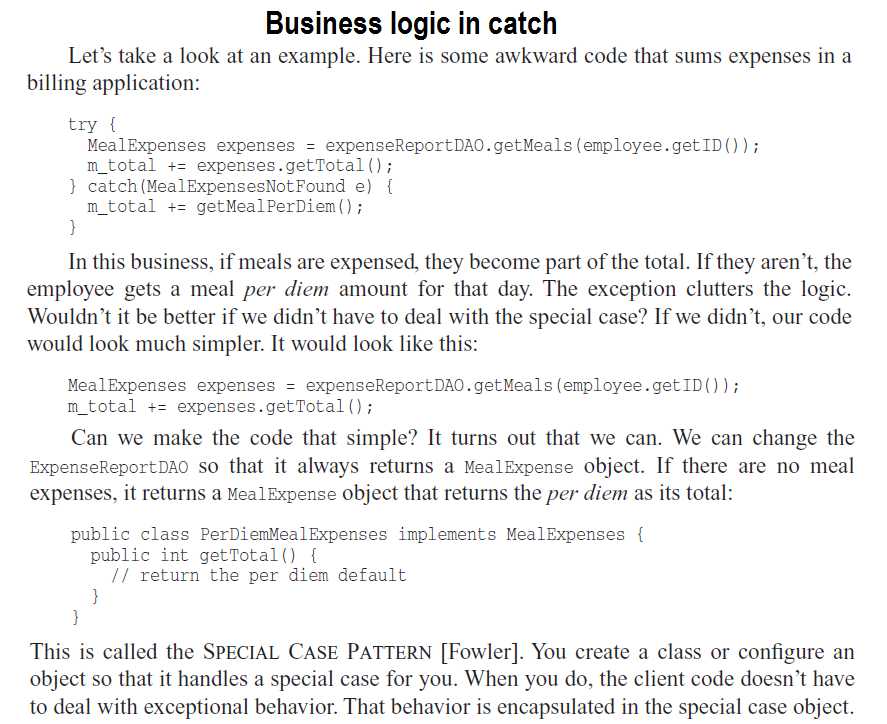 Business logic in catch
Let's take a look at an example. Here is some awkward code that sums expenses in a
billing application:
try {
MealExpenses expenses = expenseReportDAO.getMeals(employee.getID());
m_total += expenses.getTotal();
} catch(MealExpensesNotFound e) {
m_total += getMealPerDiem();
}
In this business, if meals are expensed, they become part of the total. If they aren't, the
employee gets a meal per diem amount for that day. The exception clutters the logic.
Wouldn't it be better if we didn't have to deal with the special case? If we didn't, our code
would look much simpler. It would look like this:
MealExpenses expenses = expenseReportDAO.getMeals(employee.getID());
m_total += expenses.getTotal();
Can we make the code that simple? It turns out that we can. We can change the
ExpenseReportDAO so that it always returns a MealExpense object. If there are no meal
expenses, it returns a MealExpense object that returns the per diem as its total:
public class PerDiemMealExpenses implements MealExpenses {
public int getTotal() {
// return the per diem default
}
}
This is called the SPECIAL CASE PATTERN [Fowler]. You create a class or configure an
object so that it handles a special case for you. When you do, the client code doesn't have
to deal with exceptional behavior. That behavior is encapsulated in the special case object.